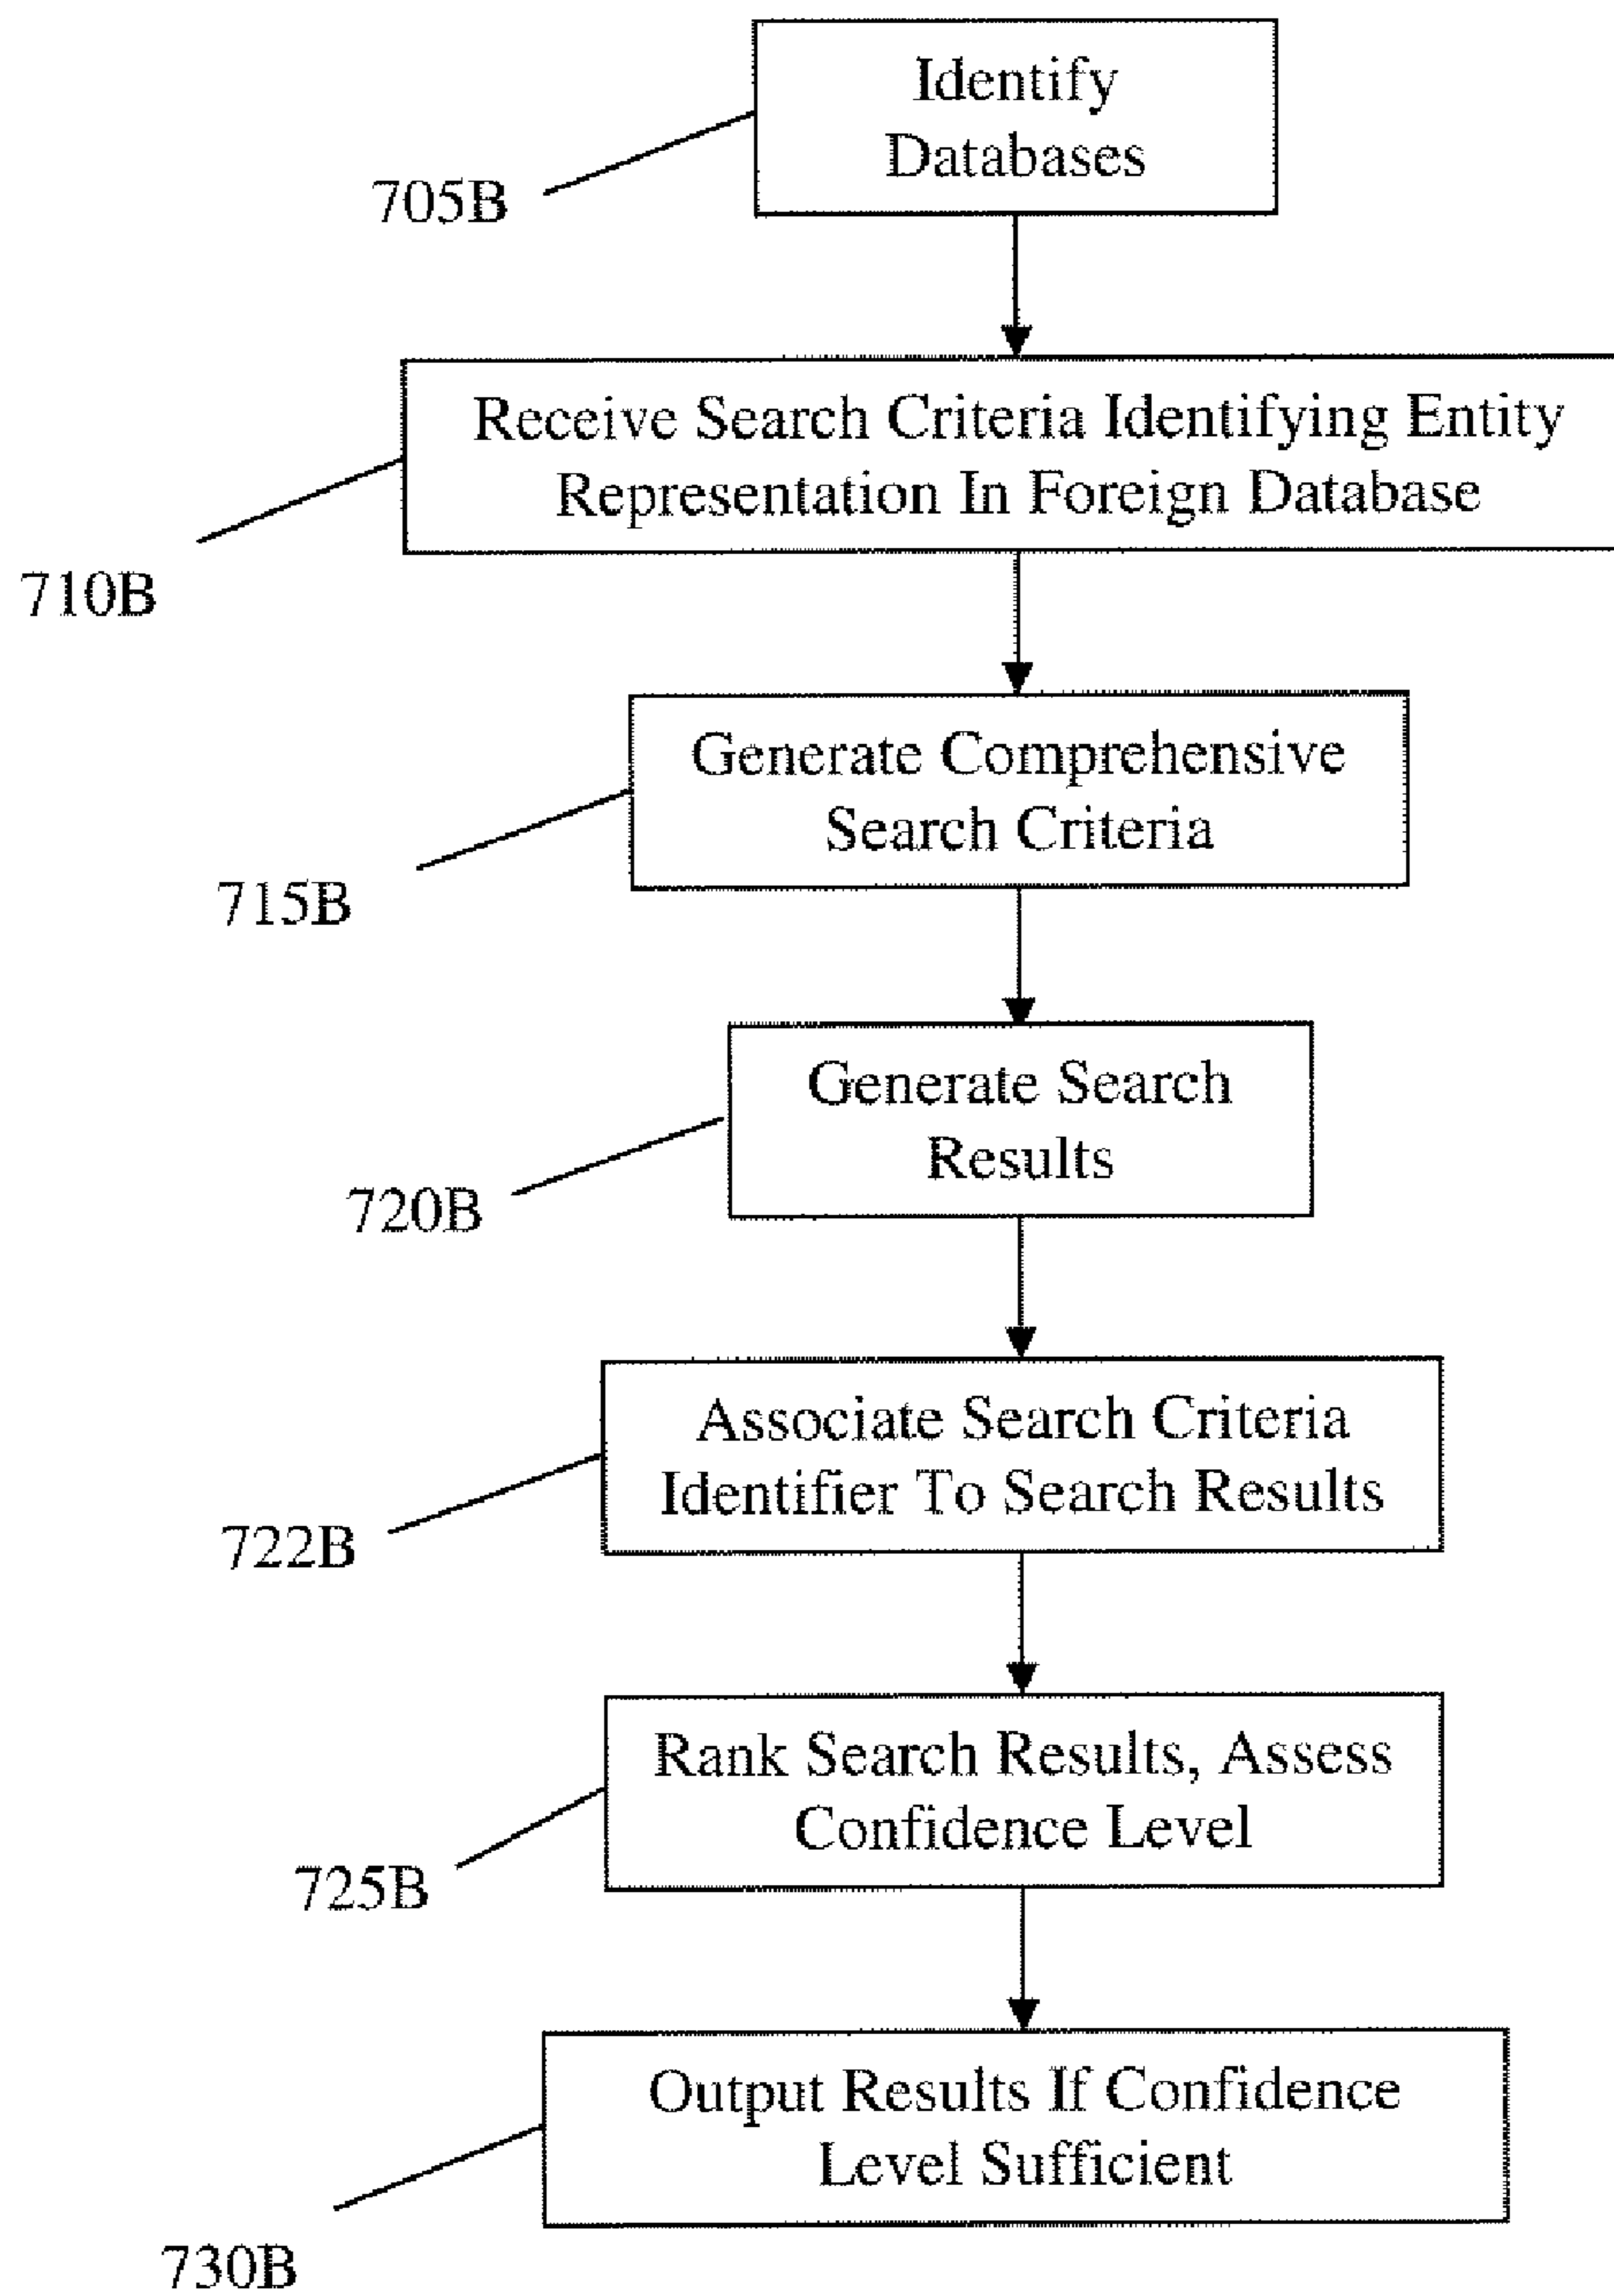 Identify
Databases
705B
Receive Search Criteria Identifying Entity
Representation In Foreign Database
710B
Generate Comprehensive
Search Criteria
715B
Generate Search
Results
720B
Associate Search Criteria
Identifier To Search Results
722B
Rank Search Results, Assess
Confidence Level
725B
Output Results If Confidence
Level Sufficient
730B